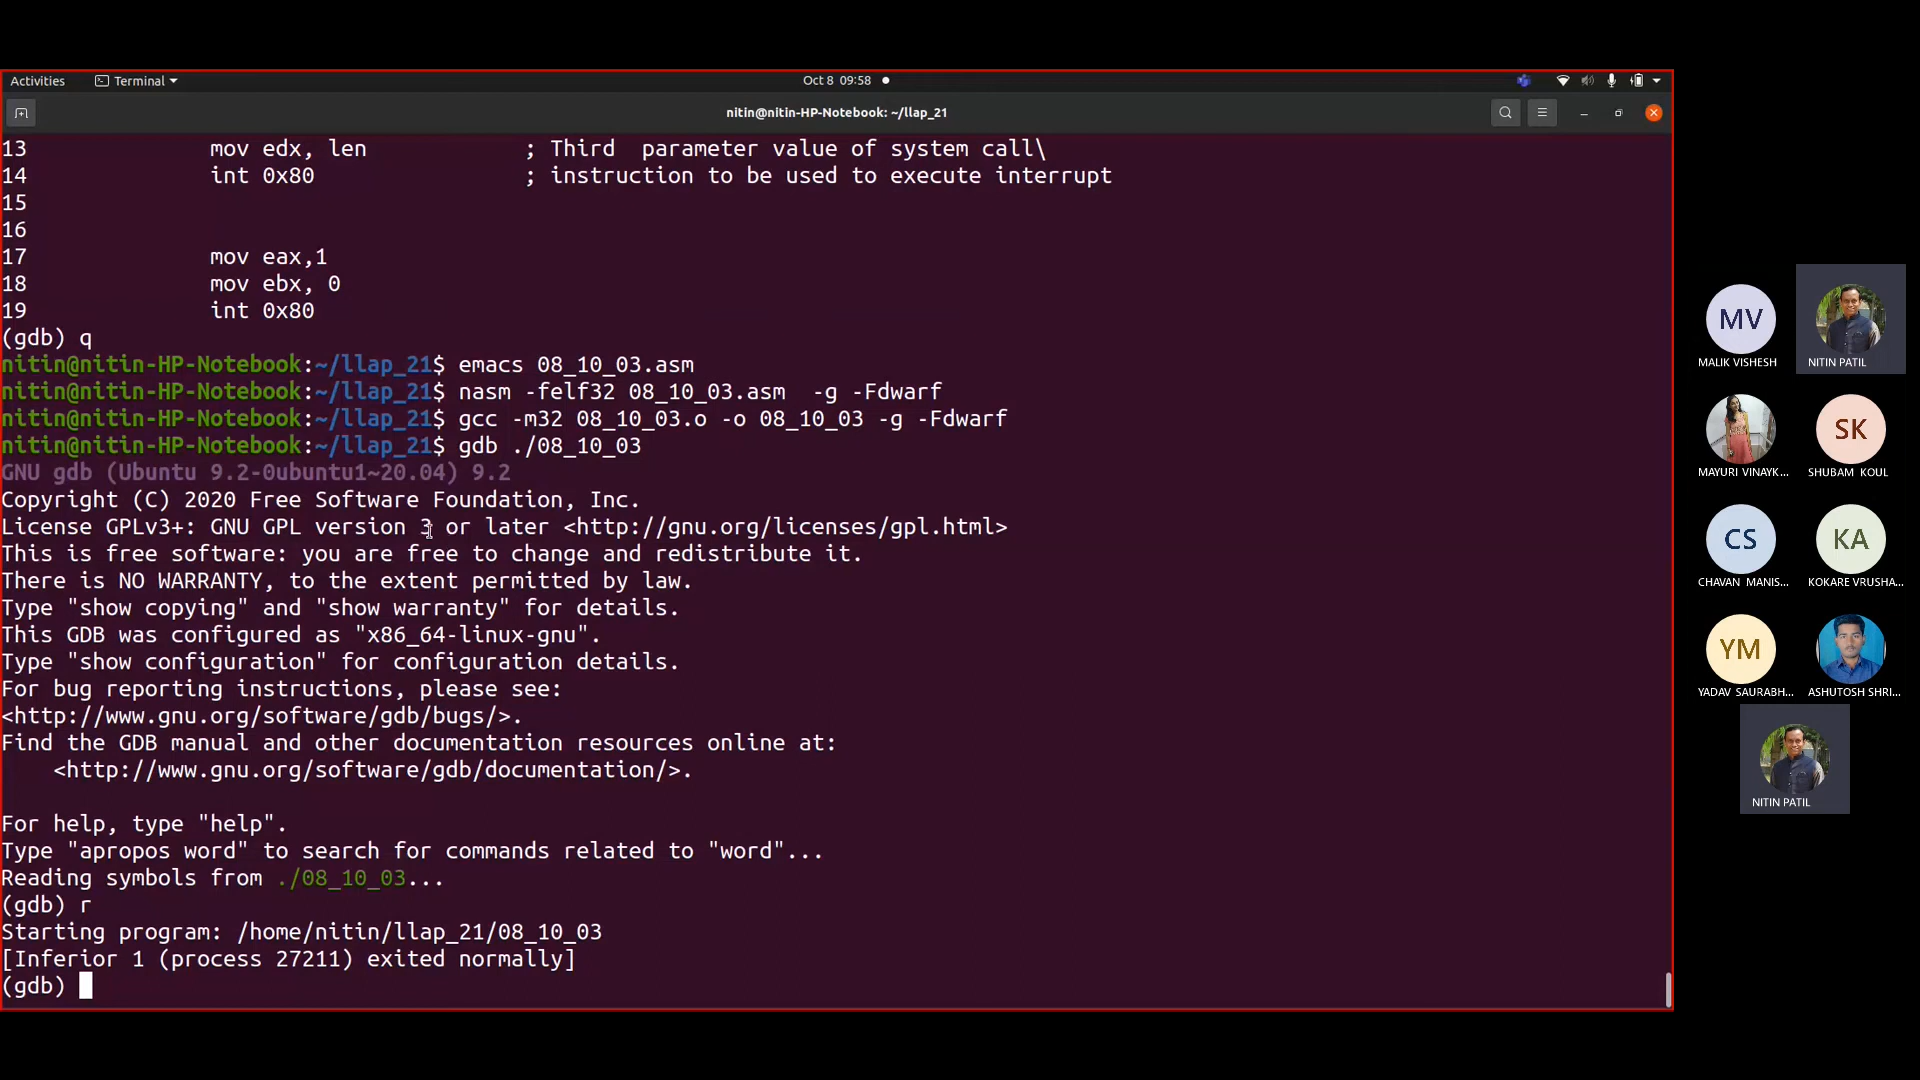 Activities Terminal Oct 8 09:58
nitin@nitin-HP-Notebook: ~/llap_21
13 mov edx, len ; Third parameter value of system call\
14 int 0x80 ; instruction to be used to execute interrupt
15
16
17 mov eax,1
18 mov ebx, 0
19 int 0x80
(gdb) q
nitin@nitin-HP-Notebook:~/llap_21$ emacs 08_10_03.asm
nitin@nitin-HP-Notebook:~/llap_21$ nasm -felf32 08_10_03.asm -g -Fdwarf
nitin@nitin-HP-Notebook:~/llap_21$ gcc -m32 08_10_03.o -o 08_10_03 -g -Fdwarf
nitin@nitin-HP-Notebook:~/llap_21$ gdb ./08_10_03
GNU gdb (Ubuntu 9.2-0ubuntu1~20.04) 9.2
Copyright (C) 2020 Free Software Foundation, Inc.
License GPLv3+: GNU GPL version 3 or later <http://gnu.org/licenses/gpl.html>
This is free software: you are free to change and redistribute it.
There is NO WARRANTY, to the extent permitted by law.
Type "show copying" and "show warranty" for details.
This GDB was configured as "x86_64-linux-gnu".
Type "show configuration" for configuration details.
For bug reporting instructions, please see:
<http://www.gnu.org/software/gdb/bugs/>.
Find the GDB manual and other documentation resources online at:
<http://www.gnu.org/software/gdb/documentation/>.
For help, type "help".
Type "apropos word" to search for commands related to "word"...
Reading symbols from ./08_10_03...
(gdb) r
Starting program: /home/nitin/llap_21/08_10_03
[Inferior 1 (process 27211) exited normally]
(gdb)
MV
MALIK VISHESH
NITIN PATIL
MAYURI VINAYK...
SK
SHUBAM KOUL
CS
CHAVAN MANIS...
KA
KOKARE VRUSHA...
YM
YADAV SAURABH...
ASHUTOSH SHRI...
NITIN PATIL